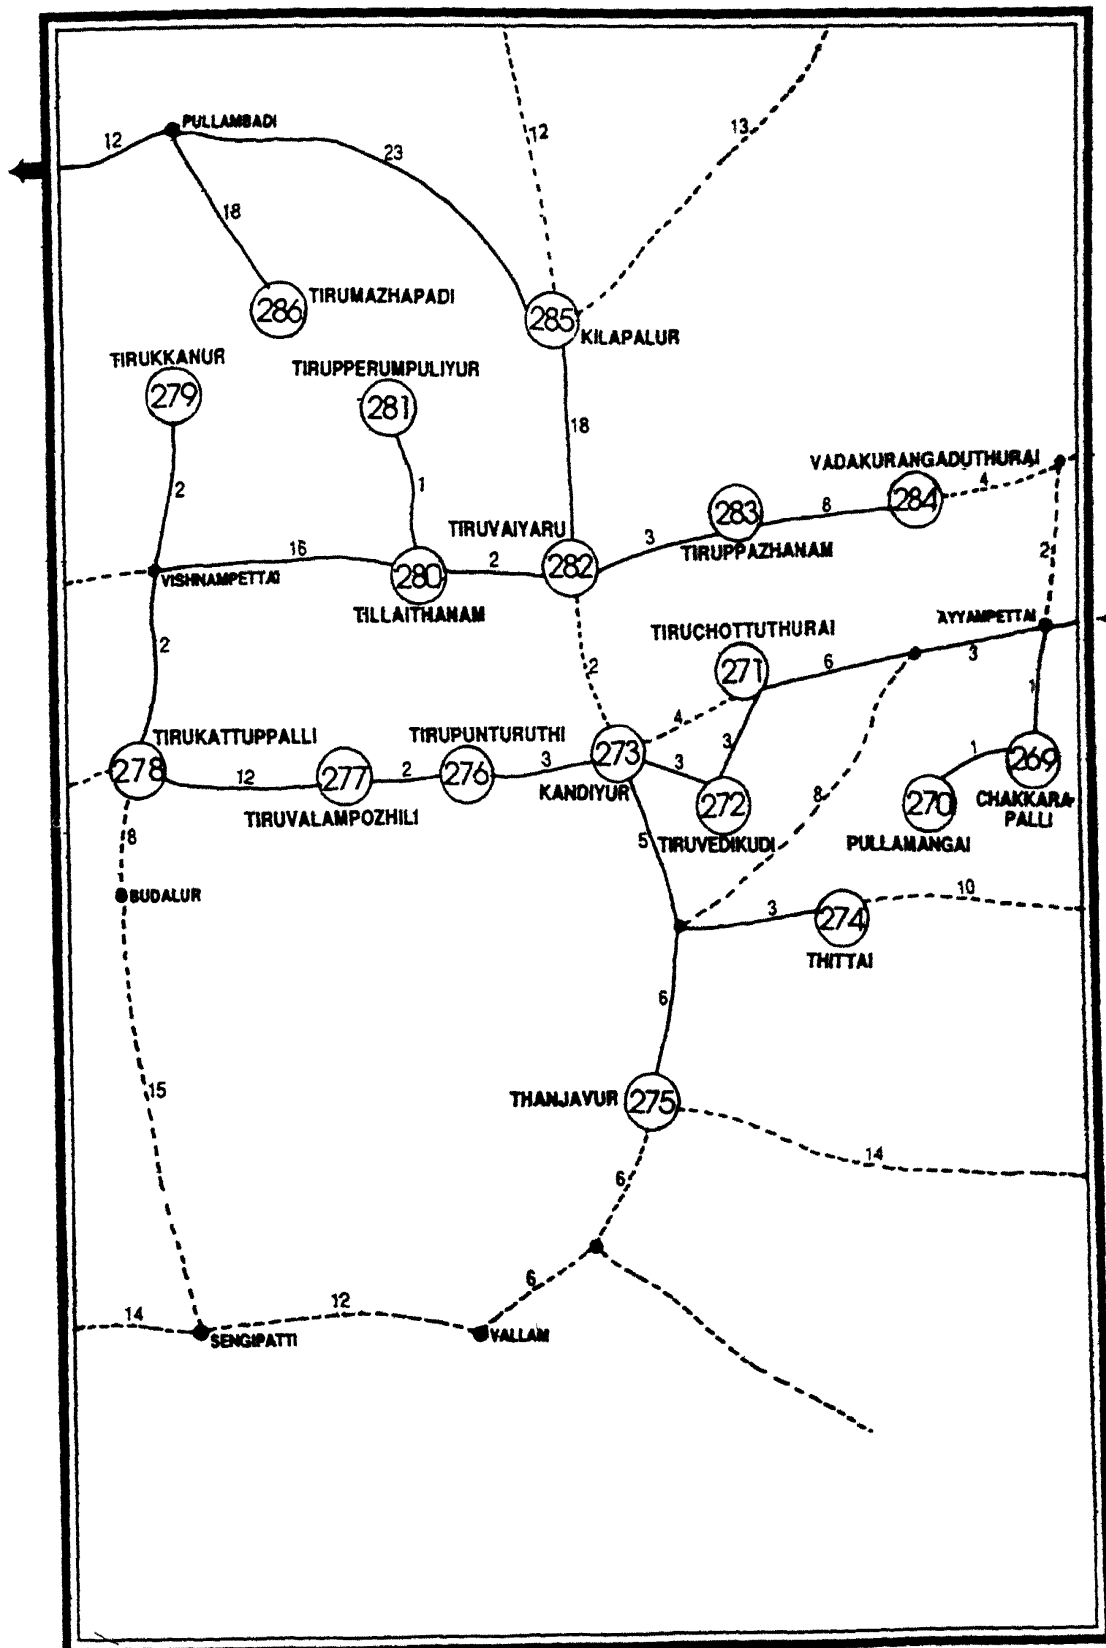 12
PULLAMBADI
12
13
23
18
286
TIRUMAZHAPADI
285
KILAPALUR
TIRUKKANUR
279
TIRUPPERUMPULIYUR
281
18
2
1
VADAKURANGADUTHURAI
284
4
TIRUVAIYARU
283
8
3
TIRUPPAZHANAM
16
2
282
2
VISHNAMPETTAI
280
TILLAITHANAM
AYYAMPETTAI
TIRUCHOTTUTHURAI
271
6
3
2
2
4
1
TIRUKATTUPPALLI
278
12
277
2
TIRUPUNTURUTHI
276
3
273
3
3
1
269
TIRUVALAMPOZHILI
KANDIYUR
272
8
270
CHAKKARA-
PALLI
8
5
TIRUVEDIKUDI
PULLAMANGAI
BUDALUR
3
274
10
THITTAI
6
15
THANJAVUR
275
14
6
6
14
12
SENGIPATTI
VALLAM